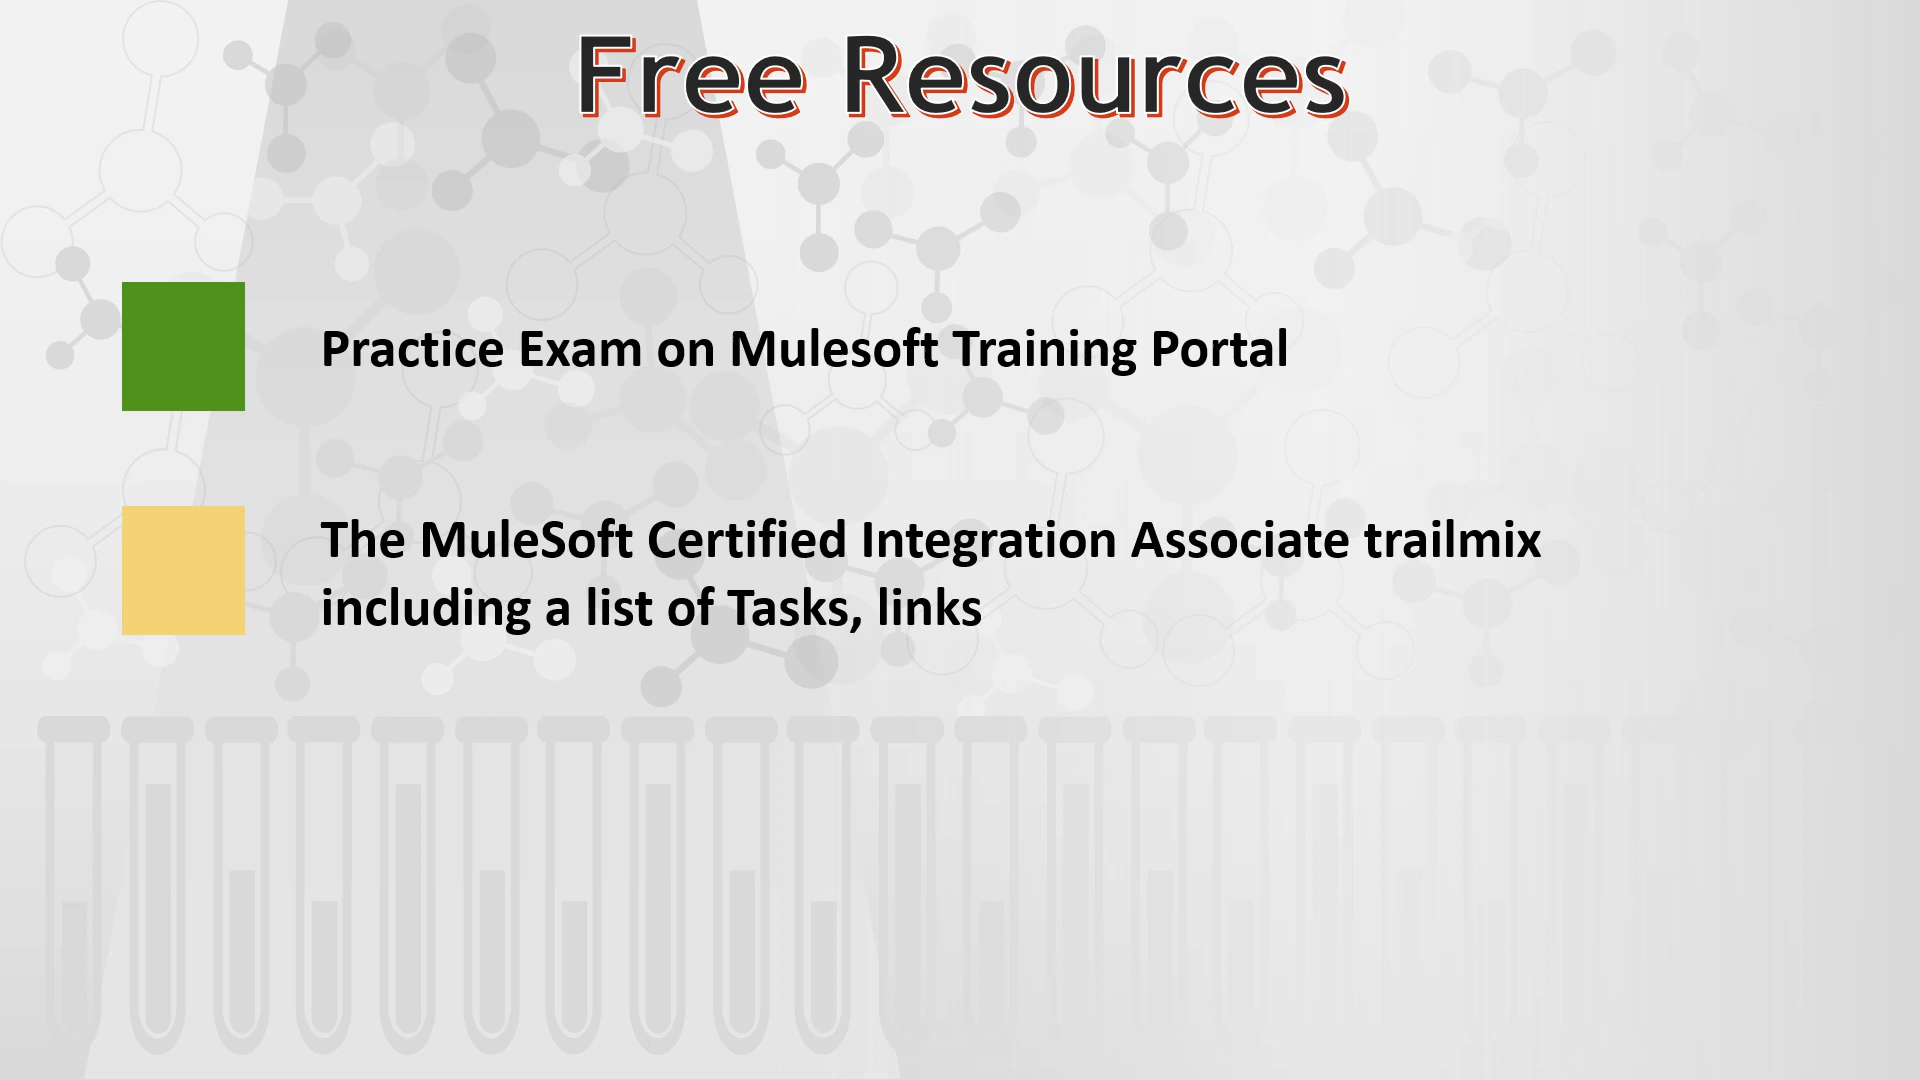 Free Resources
Practice Exam on Mulesoft Training Portal
The MuleSoft Certified Integration Associate trailmix
including a list of Tasks, links